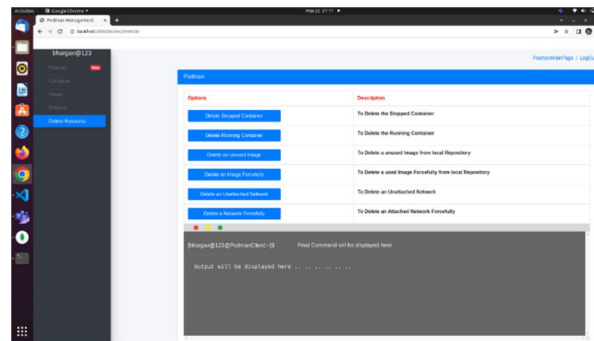 Activities Google Chrome
Mar 22 21:11
Podman Management
localhost
bhargav@123
PodmanMainPage / LogOut
Podman New
Container
Image
Network
Delete Resource
Podman
Options Description
Delete Stopped Container To Delete the Stopped Container
Delete Running Container To Delete the Running Container
Delete an unused Image To Delete a unused Image from local Repository
Delete an Image Forcefully To Delete a used Image Forcefully from local Repository
Delete an Unattached Network To Delete an Unattached Network
Delete a Network Forcefully To Delete an Attached Network Forcefully
[bhargav@123@PodmanClient ~]$ Final Command will be displayed here
Output will be displayed here .. .. .. .. .. ..